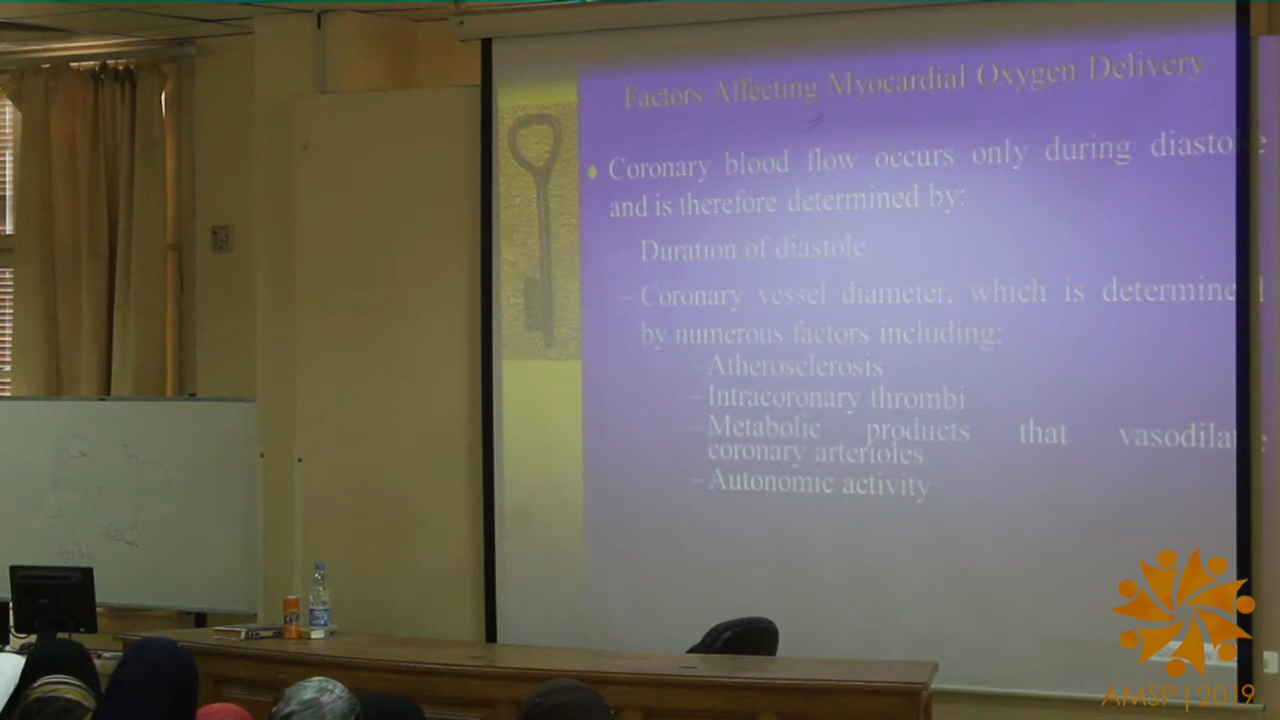 Factors Affecting Myocardial Oxygen Delivery
Coronary blood flow occurs only during diastole
and is therefore determined by:
Duration of diastole
– Coronary vessel diameter, which is determined
by numerous factors including:
Atherosclerosis
–Intracoronary thrombi
–Metabolic products that vasodilate
coronary arterioles
–Autonomic activity
AMSP | 2019